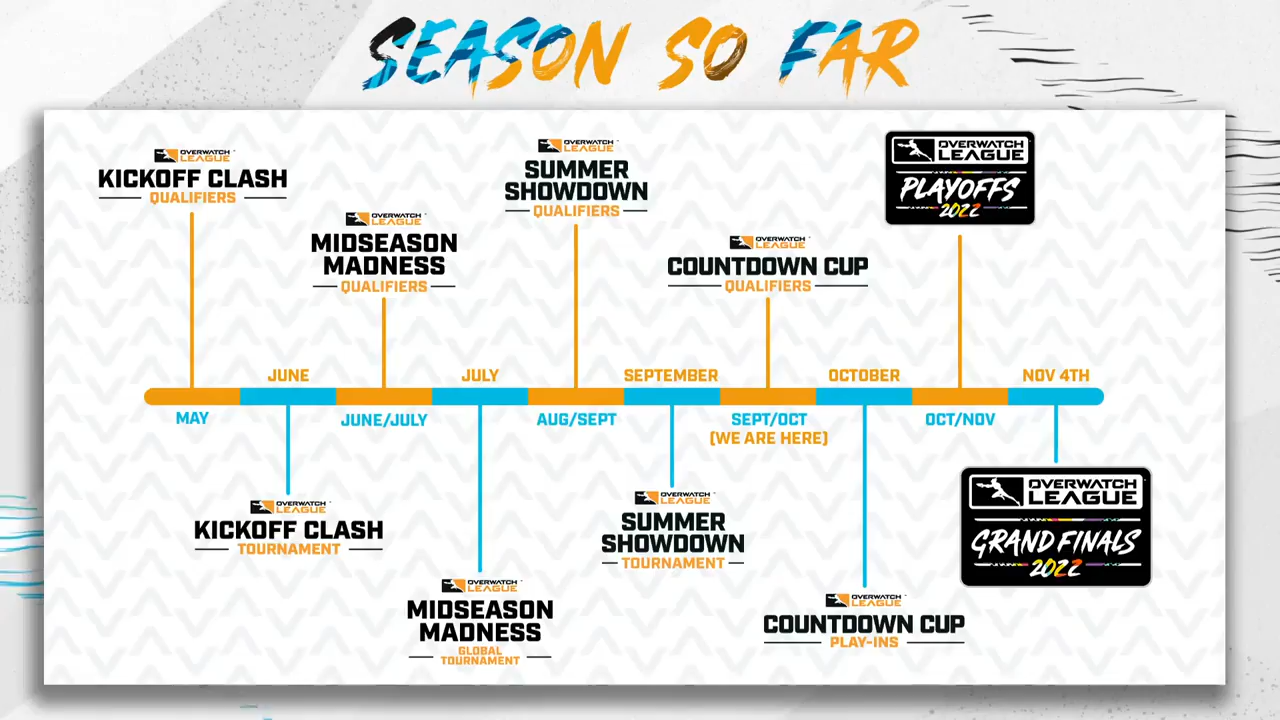 SEASON SO FAR
OVERWATCH
LEAGUE
KICKOFF CLASH
QUALIFIERS
OVERWATCH
LEAGUE
MIDSEASON
MADNESS
QUALIFIERS
OVERWATCH
LEAGUE
SUMMER
SHOWDOWN
QUALIFIERS
OVERWATCH
LEAGUE
COUNTDOWN CUP
QUALIFIERS
OVERWATCH
LEAGUE
PLAYOFFS
2022
JUNE
JULY
SEPTEMBER
OCTOBER
NOV 4TH
MAY
JUNE/JULY
AUG/SEPT
SEPT/OCT
(WE ARE HERE)
OCT/NOV
OVERWATCH
LEAGUE
KICKOFF CLASH
TOURNAMENT
OVERWATCH
LEAGUE
MIDSEASON
MADNESS
GLOBAL
TOURNAMENT
OVERWATCH
LEAGUE
SUMMER
SHOWDOWN
TOURNAMENT
OVERWATCH
LEAGUE
COUNTDOWN CUP
PLAY-INS
OVERWATCH
LEAGUE
GRAND FINALS
2022